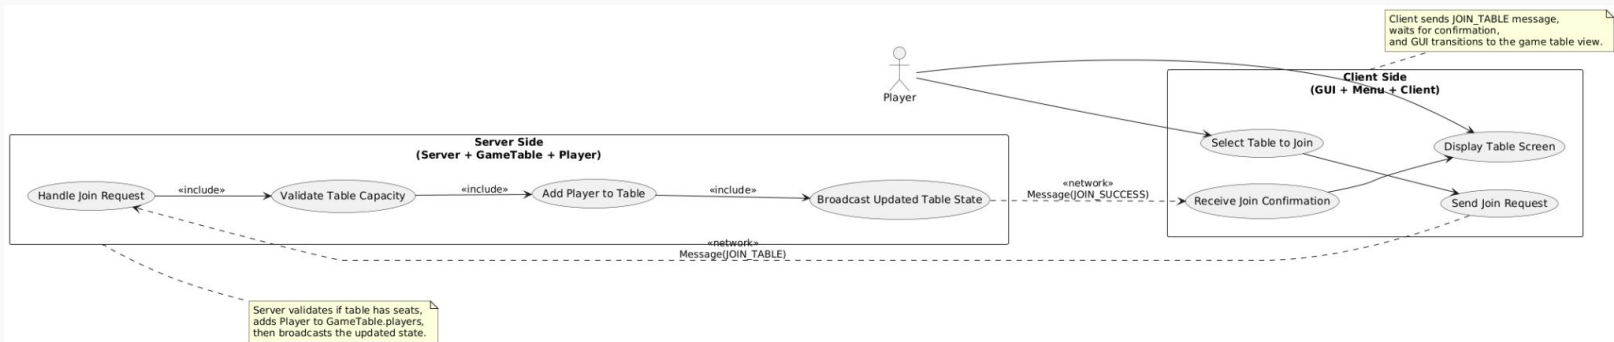 Client sends JOIN_TABLE message,
waits for confirmation,
and GUI transitions to the game table view.
Player
Client Side
(GUI + Menu + Client)
Select Table to Join
Display Table Screen
Receive Join Confirmation
Send Join Request
Server Side
(Server + GameTable + Player)
Handle Join Request
«include»
Validate Table Capacity
«include»
Add Player to Table
«include»
Broadcast Updated Table State
«network»
Message(JOIN_SUCCESS)
«network»
Message(JOIN_TABLE)
Server validates if table has seats,
adds Player to GameTable.players,
then broadcasts the updated state.